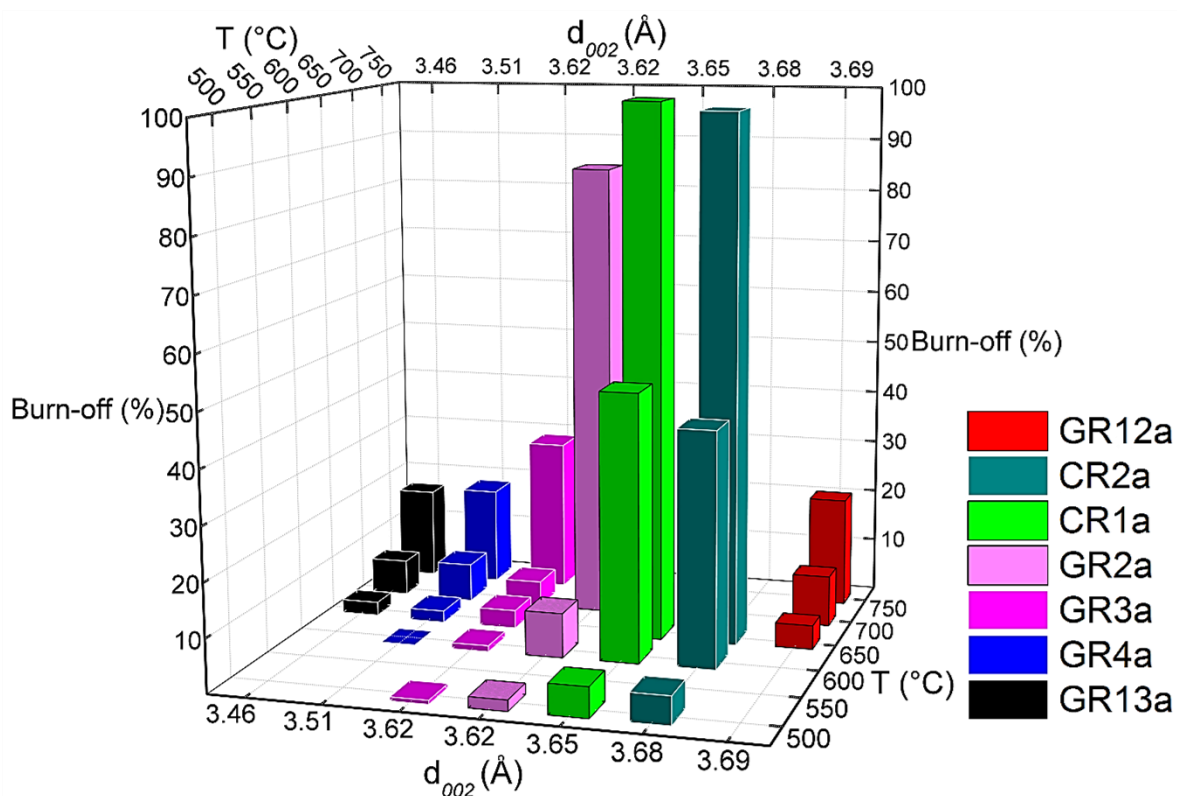 T (°C)
500 550 600 650 700 750
d002 (Å)
3.46 3.51 3.62 3.62 3.65 3.68 3.69
100
90
80
70
60
50
40
30
20
10
Burn-off (%)
100
90
80
70
60
50
40
30
20
10
Burn-off (%)
750
700
650
600
550
500
T (°C)
3.46 3.51 3.62 3.62 3.65 3.68 3.69
d002 (Å)
GR12a
CR2a
CR1a
GR2a
GR3a
GR4a
GR13a